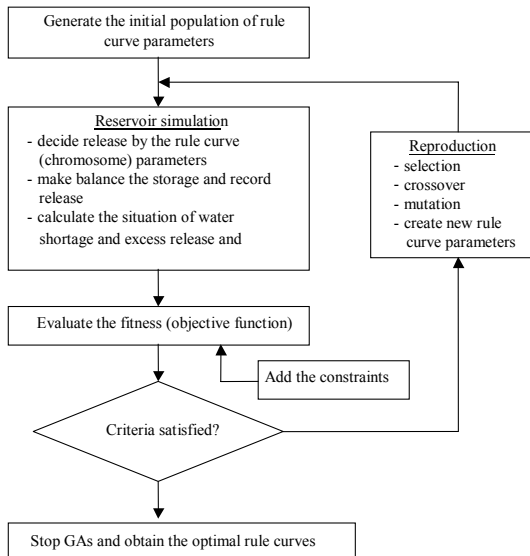 Generate the initial population of rule
curve parameters
Reservoir simulation
- decide release by the rule curve
(chromosome) parameters
- make balance the storage and record
release
- calculate the situation of water
shortage and excess release and
Reproduction
- selection
- crossover
- mutation
- create new rule
curve parameters
Evaluate the fitness (objective function)
Add the constraints
Criteria satisfied?
Stop GAs and obtain the optimal rule curves